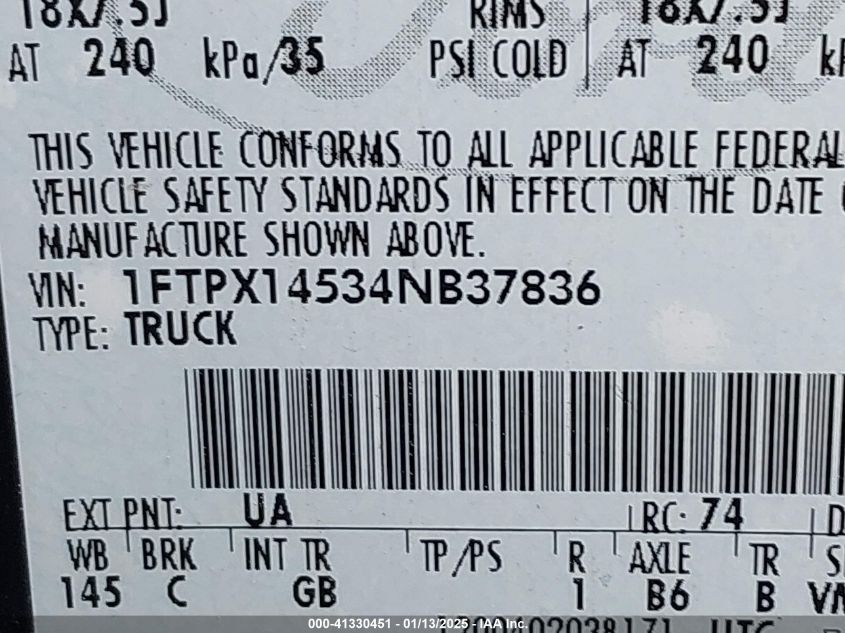 18X7.5J RIMS 18X7.5J
AT 240 kPa/35 PSI COLD AT 240
THIS VEHICLE CONFORMS TO ALL APPLICABLE FEDERAL
VEHICLE SAFETY STANDARDS IN EFFECT ON THE DATE
MANUFACTURE SHOWN ABOVE.
VIN: 1FTPX14534NB37836
TYPE: TRUCK
EXT PNT: UA RC: 74
WB BRK INT TR TP/PS R AXLE TR
145 C GB 1 B6 B
000-41330451 - 01/13/2025 - IAA Inc.